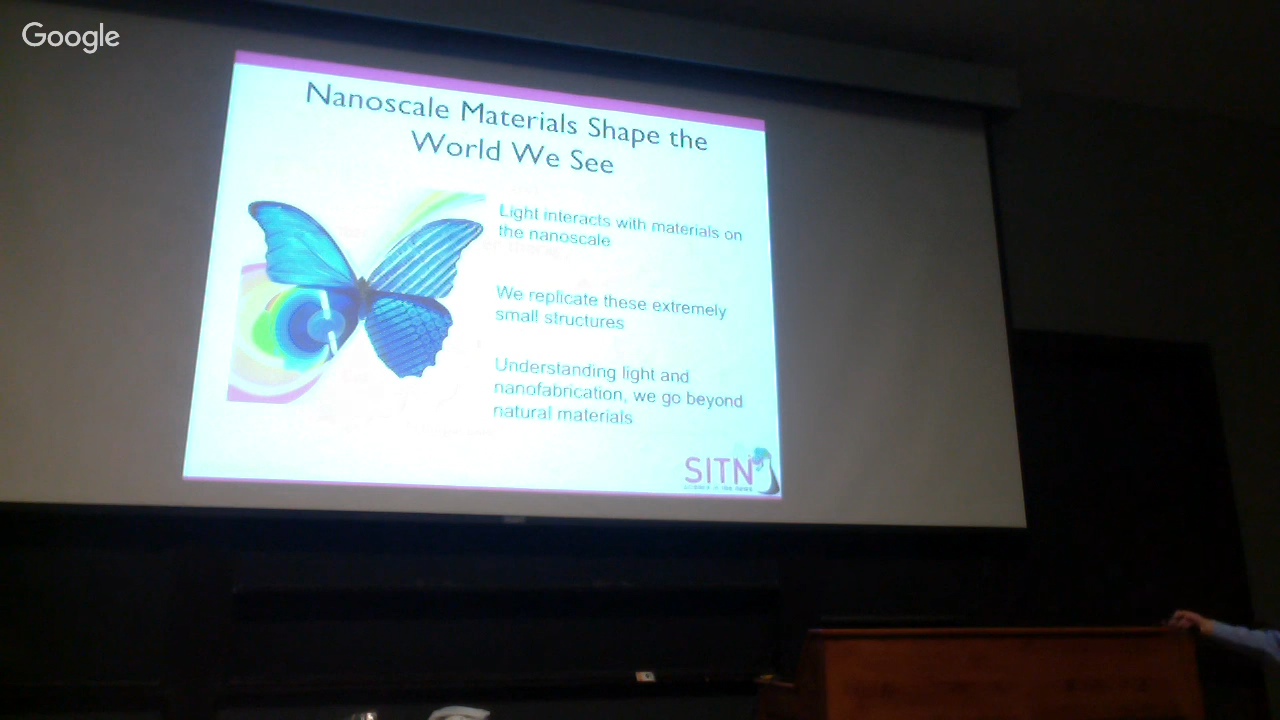 Google
Nanoscale Materials Shape the
World We See
Light interacts with materials on
the nanoscale
We replicate these extremely
small structures
Understanding light and
nanofabrication, we go beyond
natural materials
SITN